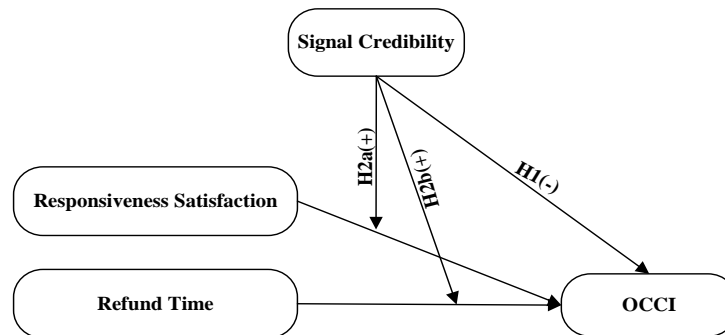 Signal Credibility
H2a(+)
H2b(+)
H1(-)
Responsiveness Satisfaction
Refund Time
OCCI